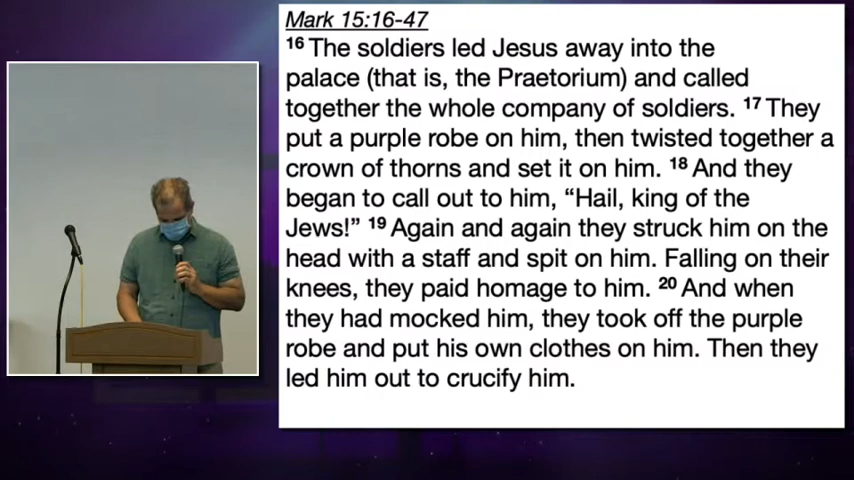 Mark 15:16-47
16 The soldiers led Jesus away into the
palace (that is, the Praetorium) and called
together the whole company of soldiers. 17 They
put a purple robe on him, then twisted together a
crown of thorns and set it on him. 18 And they
began to call out to him, “Hail, king of the
Jews!” 19 Again and again they struck him on the
head with a staff and spit on him. Falling on their
knees, they paid homage to him. 20 And when
they had mocked him, they took off the purple
robe and put his own clothes on him. Then they
led him out to crucify him.